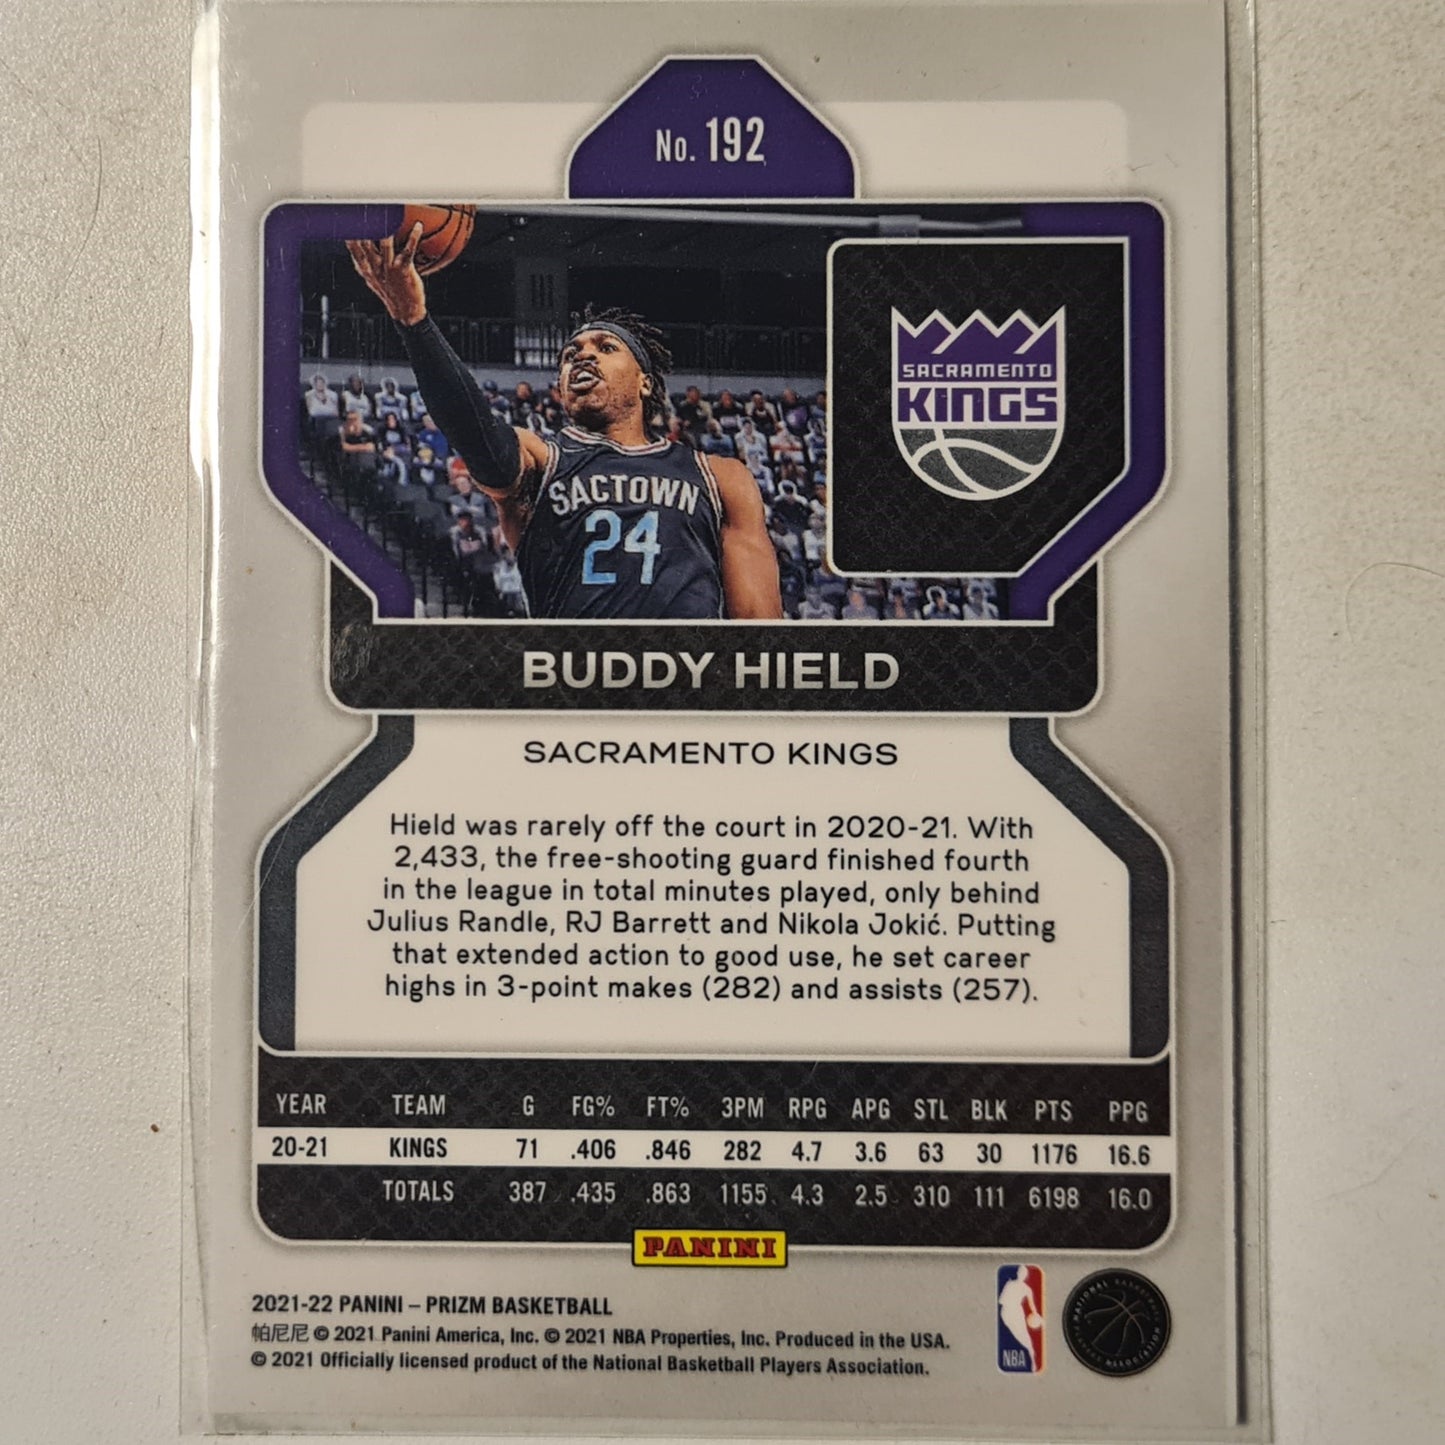 No. 192
SACRAMENTO
KINGS
SACTOWN
24
BUDDY HIELD
SACRAMENTO KINGS
Hield was rarely off the court in 2020-21. With
2,433, the free-shooting guard finished fourth
in the league in total minutes played, only behind
Julius Randle, RJ Barrett and Nikola Jokić. Putting
that extended action to good use, he set career
highs in 3-point makes (282) and assists (257).
YEAR TEAM G FG% FT% 3PM RPG APG STL BLK PTS PPG
20-21 KINGS 71 .406 .846 282 4.7 3.6 63 30 1176 16.6
TOTALS 387 .435 .863 1155 4.3 2.5 310 111 6198 16.0
PANINI
2021-22 PANINI – PRIZM BASKETBALL
帕尼尼 © 2021 Panini America, Inc. © 2021 NBA Properties, Inc. Produced in the USA.
© 2021 Officially licensed product of the National Basketball Players Association.
NBA
NATIONAL BASKETBALL
PLAYERS ASSOCIATION